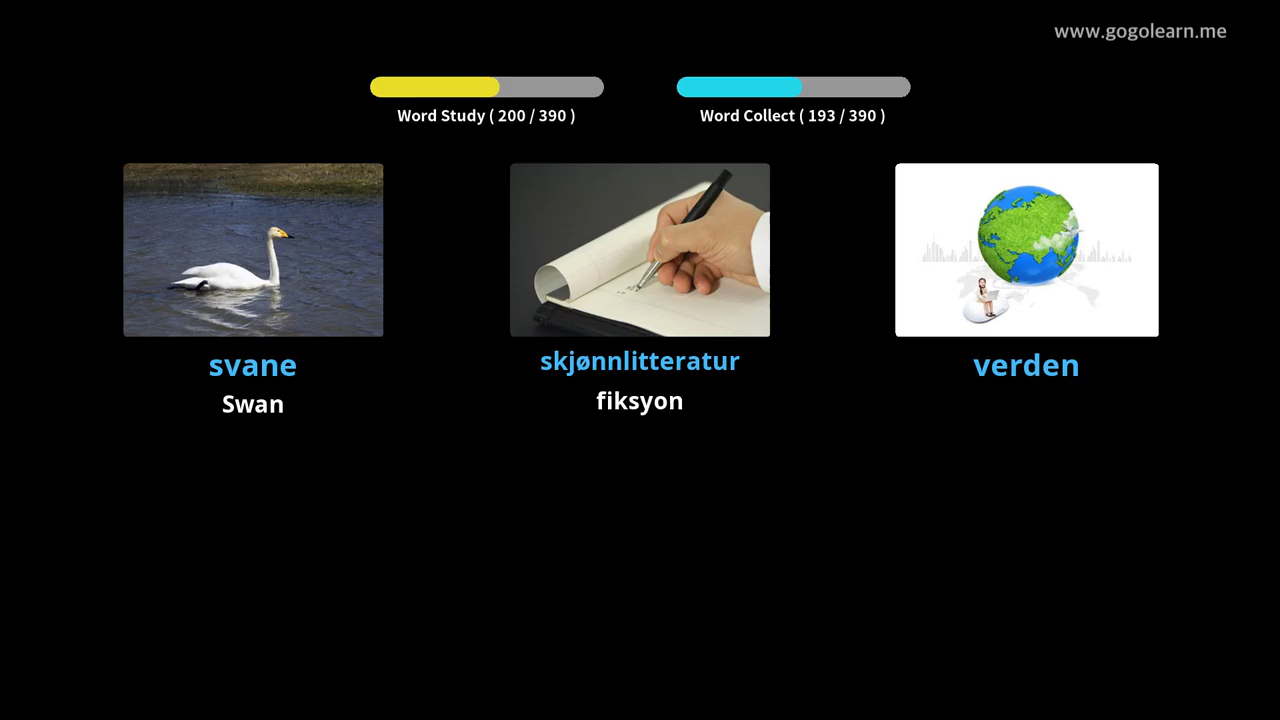 www.gogolearn.me
Word Study ( 200 / 390 )
Word Collect ( 193 / 390 )
svane
skjønnlitteratur
verden
Swan
fiksyon